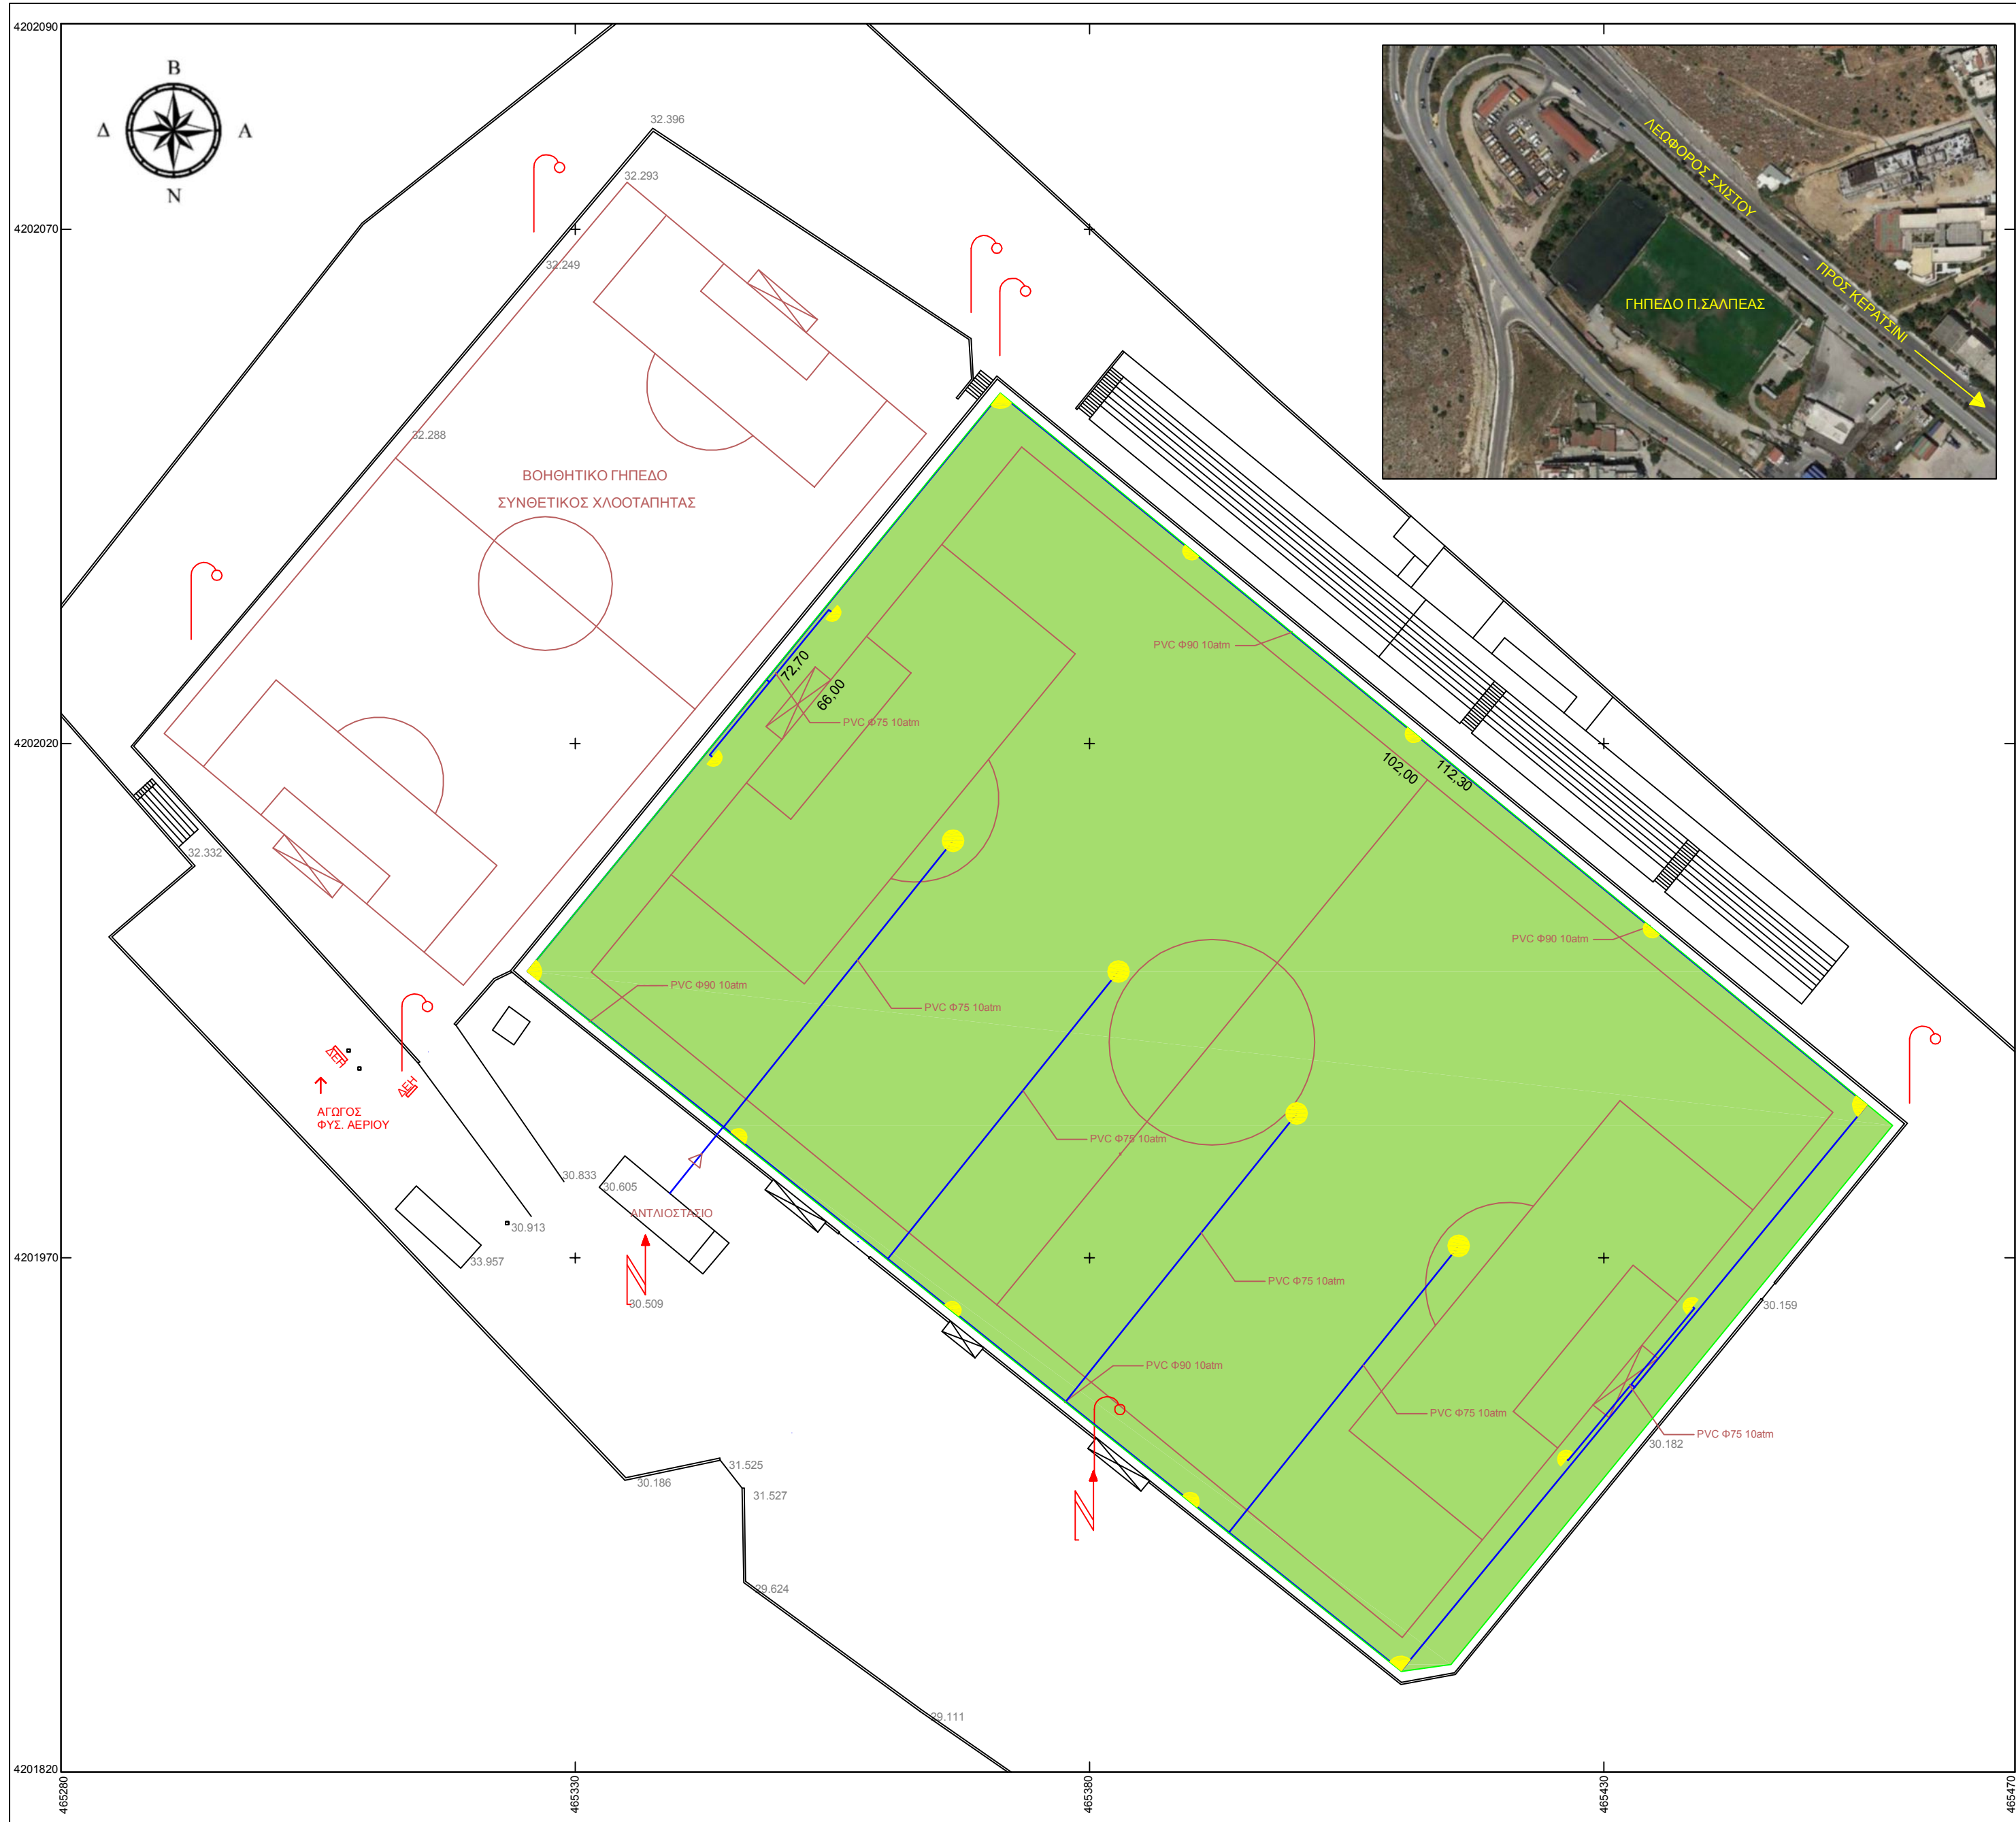 4202090
Β
Δ
Α
Ν
32.396
32.293
4202070
32.249
32.288
ΒΟΗΘΗΤΙΚΟ ΓΗΠΕΔΟ
ΣΥΝΘΕΤΙΚΟΣ ΧΛΟΟΤΑΠΗΤΑΣ
ΛΕΩΦΟΡΟΣ ΣΧΙΣΤΟΥ
ΠΡΟΣ ΚΕΡΑΤΣΙΝΙ
ΓΗΠΕΔΟ Π.ΣΑΛΠΕΑΣ
PVC Φ90 10atm
72,70
66,00
PVC Φ75 10atm
4202020
102,00
112,30
32.332
PVC Φ90 10atm
PVC Φ90 10atm
PVC Φ75 10atm
ΔΕΗ
ΔΕΗ
ΑΓΩΓΟΣ
ΦΥΣ. ΑΕΡΙΟΥ
PVC Φ75 10atm
30.833
30.605
ΑΝΤΛΙΟΣΤΑΣΙΟ
30.913
33.957
4201970
PVC Φ75 10atm
30.509
30.159
PVC Φ90 10atm
PVC Φ75 10atm
PVC Φ75 10atm
30.182
31.525
30.186
31.527
29.624
29.111
4201820
465280
465330
465380
465430
465470